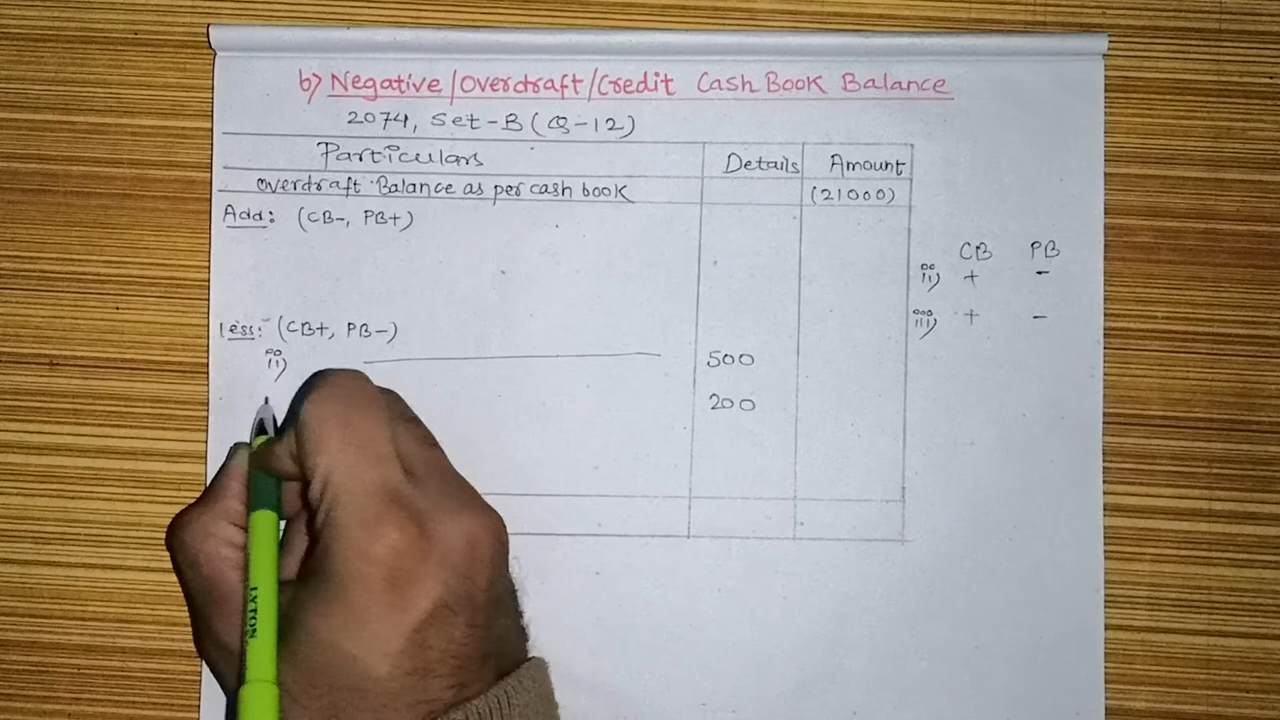 b) Negative/Overdraft/Credit Cash Book Balance
2074, Set-B (Q-12)
Particulars Details Amount
Overdraft Balance as per cash book (21000)
Add: (CB-, PB+)
CB PB
ii) + -
iii) + -
Less: (CB+, PB-)
ii) 500
200
LYTON